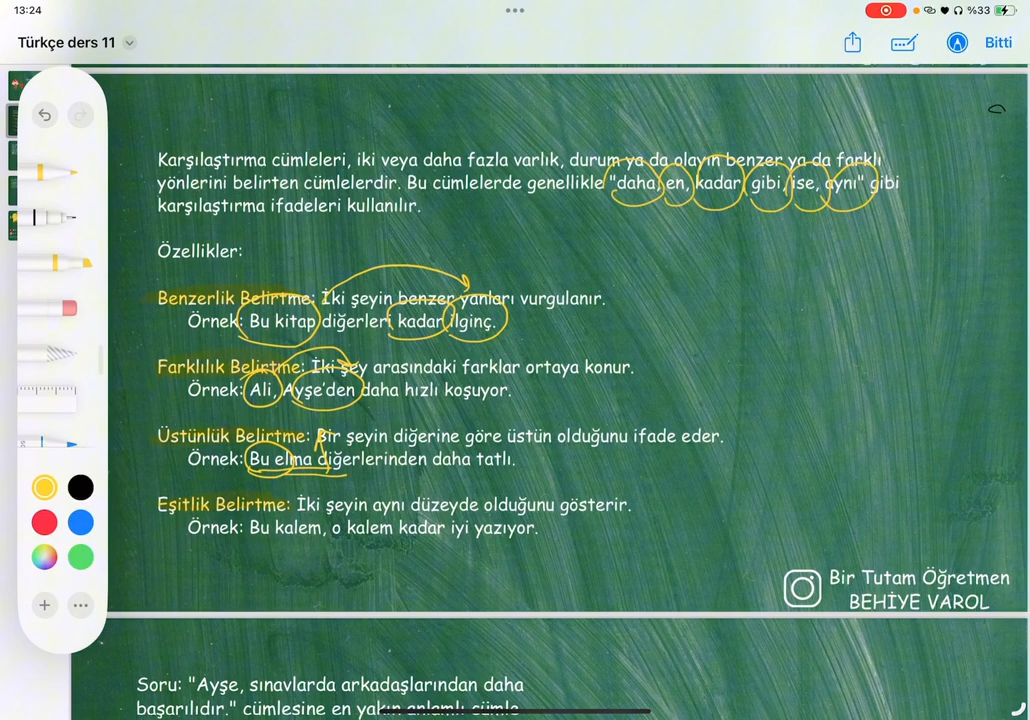 13:24
%33
Türkçe ders 11
Bitti
Karşılaştırma cümleleri, iki veya daha fazla varlık, durum ya da olayın benzer ya da farklı
yönlerini belirten cümlelerdir. Bu cümlelerde genellikle "daha, en, kadar, gibi, ise, aynı" gibi
karşılaştırma ifadeleri kullanılır.
Özellikler:
Benzerlik Belirtme: İki şeyin benzer yanları vurgulanır.
Örnek: Bu kitap diğerleri kadar ilginç.
Farklılık Belirtme: İki şey arasındaki farklar ortaya konur.
Örnek: Ali, Ayşe'den daha hızlı koşuyor.
Üstünlük Belirtme: Bir şeyin diğerine göre üstün olduğunu ifade eder.
Örnek: Bu elma diğerlerinden daha tatlı.
Eşitlik Belirtme: İki şeyin aynı düzeyde olduğunu gösterir.
Örnek: Bu kalem, o kalem kadar iyi yazıyor.
Bir Tutam Öğretmen
BEHİYE VAROL
Soru: "Ayşe, sınavlarda arkadaşlarından daha
başarılıdır." cümlesine en yakın anlamlı cümle